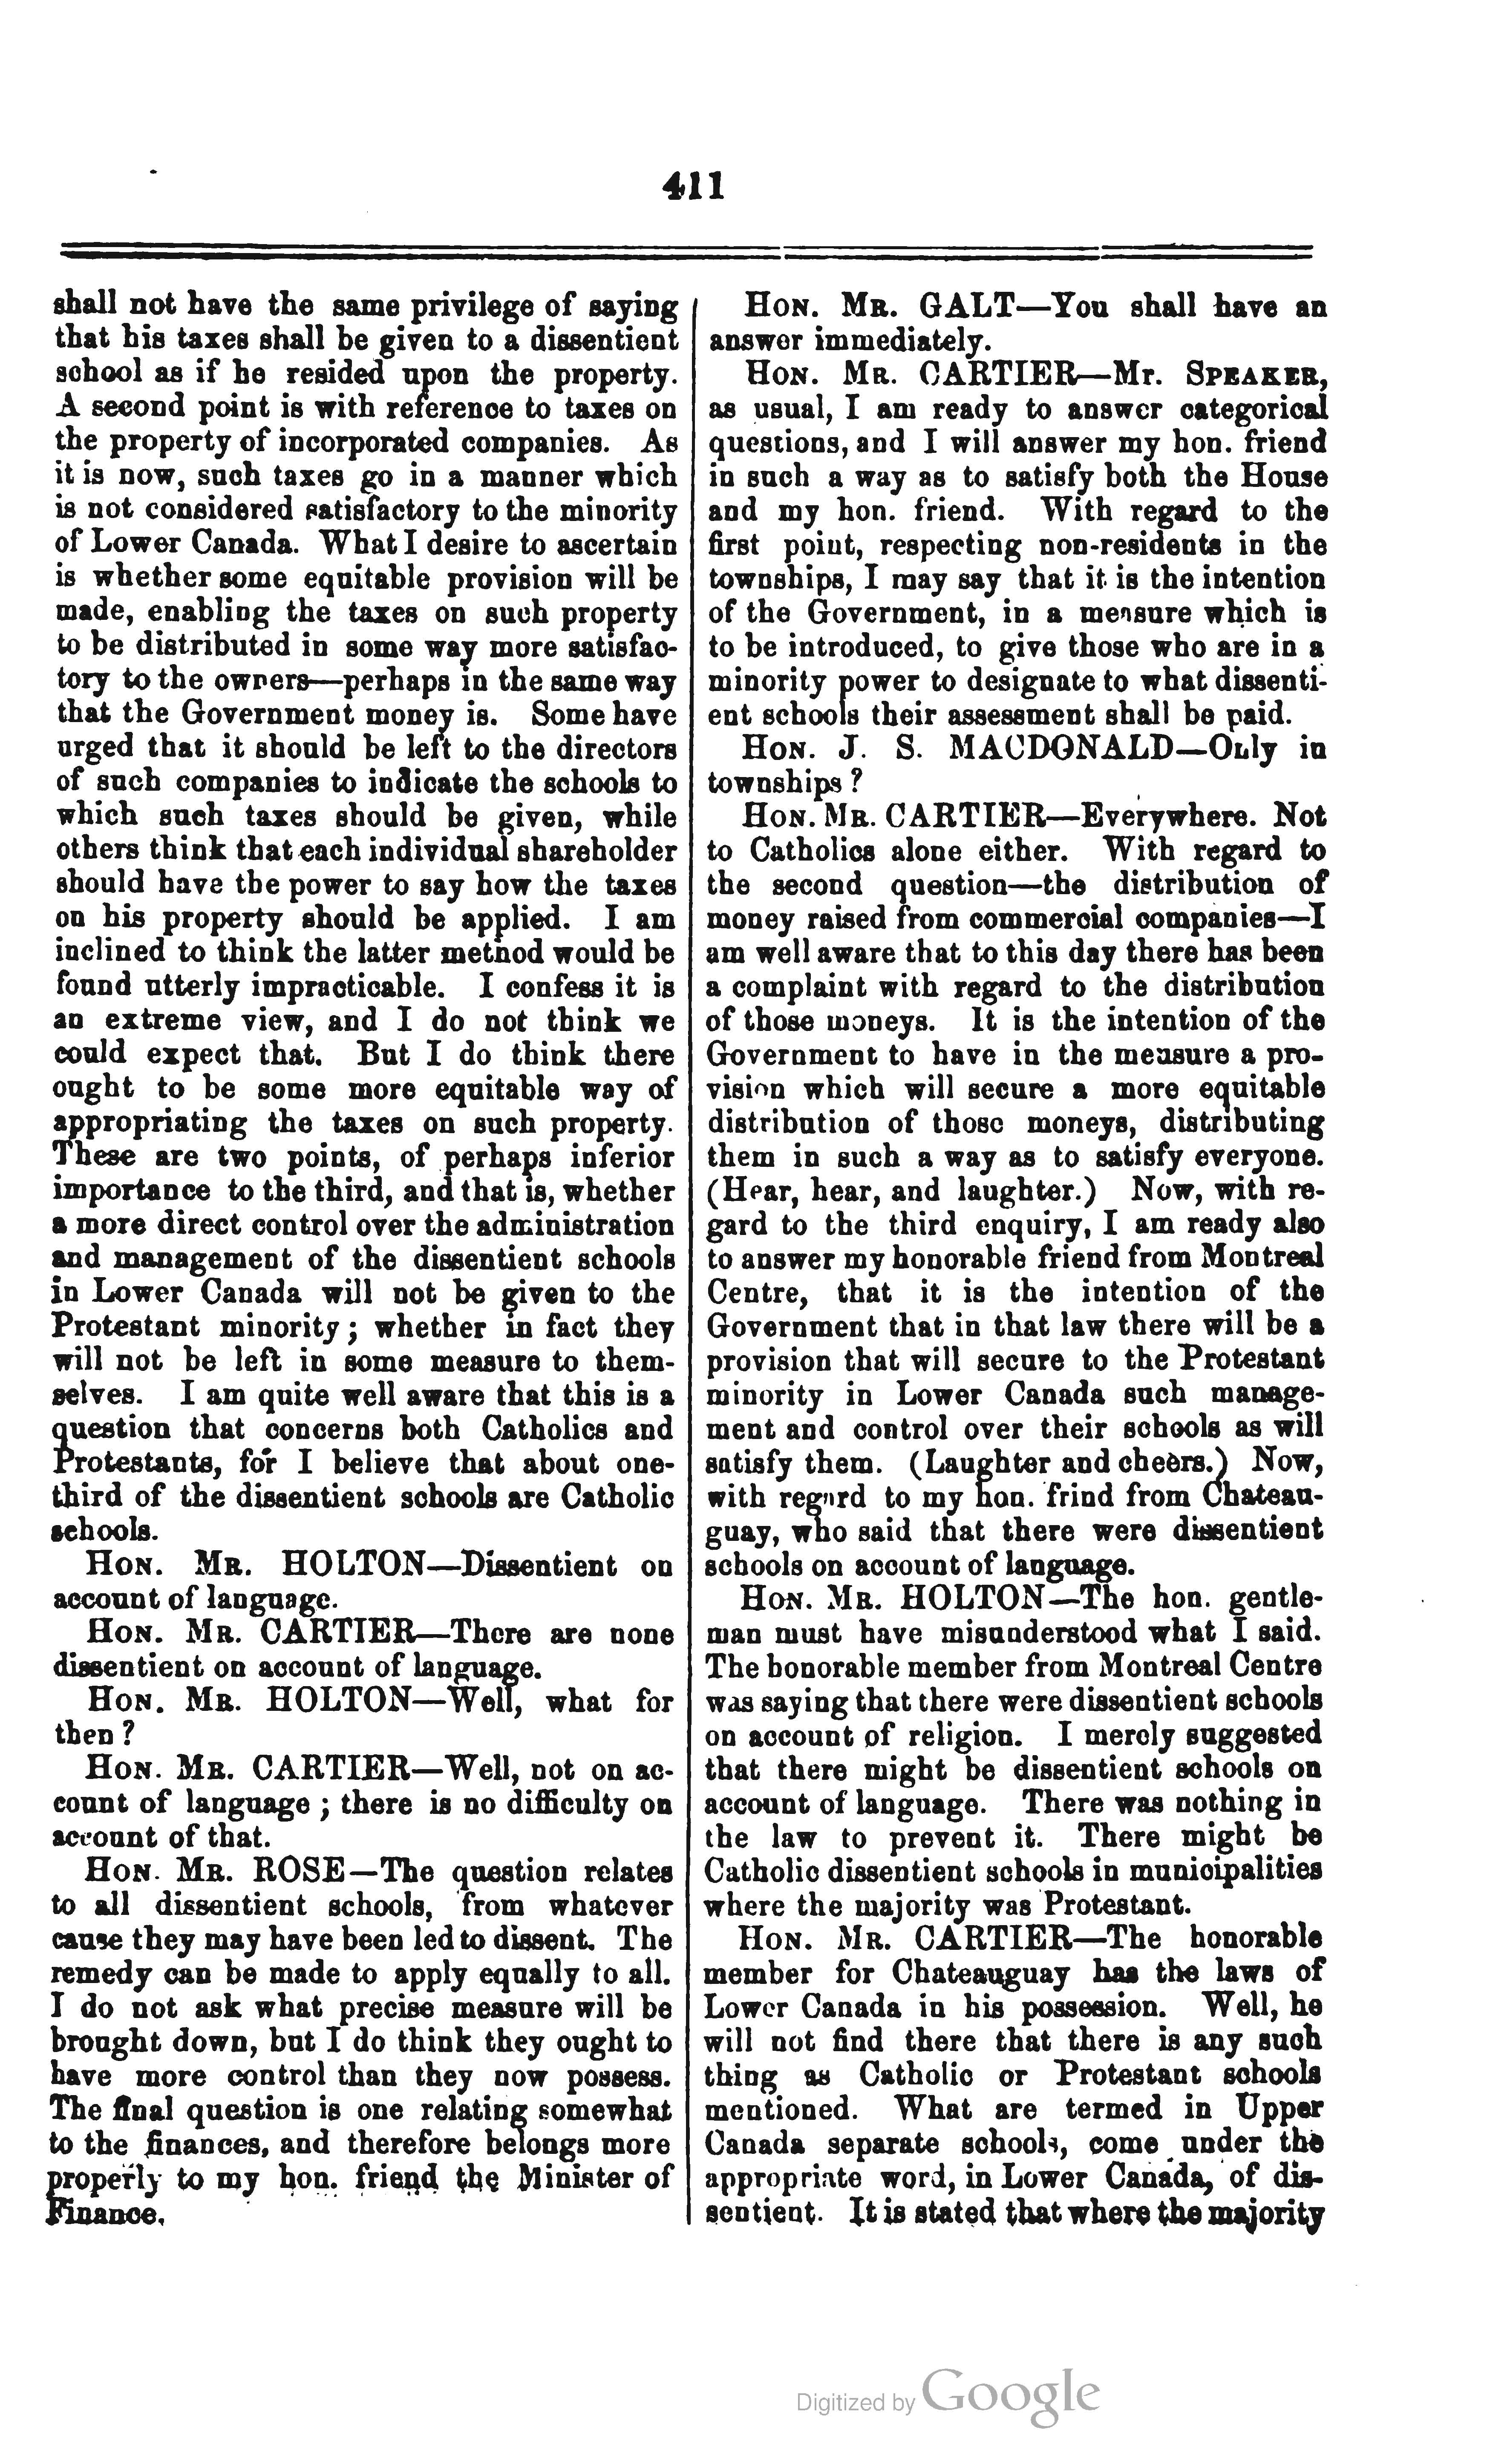 411
shall not have the same privilege of saying
that his taxes shall be given to a dissentient
school as if he resided upon the property.
A second point is with reference to taxes on
the property of incorporated companies. As
it is now, such taxes go in a manner which
is not considered satisfactory to the minority
of Lower Canada. What I desire to ascertain
is whether some equitable provision will be
made, enabling the taxes on such property
to be distributed in some way more satisfac-
tory to the owners—perhaps in the same way
that the Government money is. Some have
urged that it should be left to the directors
of such companies to indicate the schools to
which such taxes should be given, while
others think that each individual shareholder
should have the power to say how the taxes
on his property should be applied. I am
inclined to think the latter method would be
found utterly impracticable. I confess it is
an extreme view, and I do not think we
could expect that. But I do think there
ought to be some more equitable way of
appropriating the taxes on such property.
These are two points, of perhaps inferior
importance to the third, and that is, whether
a more direct control over the administration
and management of the dissentient schools
in Lower Canada will not be given to the
Protestant minority; whether in fact they
will not be left in some measure to them-
selves. I am quite well aware that this is a
question that concerns both Catholics and
Protestants, for I believe that about one-
third of the dissentient schools are Catholic
schools.
HON. MR. HOLTON—Dissentient on
account of language.
HON. MR. CARTIER—There are none
dissentient on account of language.
HON. MR. HOLTON—Well, what for
then?
HON. MR. CARTIER—Well, not on ac-
count of language; there is no difficulty on
account of that.
HON. MR. ROSE—The question relates
to all dissentient schools, from whatever
cause they may have been led to dissent. The
remedy can be made to apply equally to all.
I do not ask what precise measure will be
brought down, but I do think they ought to
have more control than they now possess.
The final question is one relating somewhat
to the finances, and therefore belongs more
properly to my hon. friend the Minister of
Finance.
HON. MR. GALT—You shall have an
answer immediately.
HON. MR. CARTIER—Mr. SPEAKER,
as usual, I am ready to answer categorical
questions, and I will answer my hon. friend
in such a way as to satisfy both the House
and my hon. friend. With regard to the
first point, respecting non-residents in the
townships, I may say that it is the intention
of the Government, in a measure which is
to be introduced, to give those who are in a
minority power to designate to what dissenti-
ent schools their assessment shall be paid.
HON. J. S. MACDONALD—Only in
townships?
HON. MR. CARTIER—Everywhere. Not
to Catholics alone either. With regard to
the second question—the distribution of
money raised from commercial companies—I
am well aware that to this day there has been
a complaint with regard to the distribution
of those moneys. It is the intention of the
Government to have in the measure a pro-
vision which will secure a more equitable
distribution of those moneys, distributing
them in such a way as to satisfy everyone.
(Hear, hear, and laughter.) Now, with re-
gard to the third enquiry, I am ready also
to answer my honorable friend from Montreal
Centre, that it is the intention of the
Government that in that law there will be a
provision that will secure to the Protestant
minority in Lower Canada such manage-
ment and control over their schools as will
satisfy them. (Laughter and cheers.) Now,
with regard to my hon. frind from Chateau-
guay, who said that there were dissentient
schools on account of language.
HON. MR. HOLTON—The hon. gentle-
man must have misunderstood what I said.
The honorable member from Montreal Centre
was saying that there were dissentient schools
on account of religion. I merely suggested
that there might be dissentient schools on
account of language. There was nothing in
the law to prevent it. There might be
Catholic dissentient schools in municipalities
where the majority was Protestant.
HON. MR. CARTIER—The honorable
member for Chateauguay has the laws of
Lower Canada in his possession. Well, he
will not find there that there is any such
thing as Catholic or Protestant schools
mentioned. What are termed in Upper
Canada separate schools, come under the
appropriate word, in Lower Canada, of dis-
sentient. It is stated that where the majority
Digitized by Google